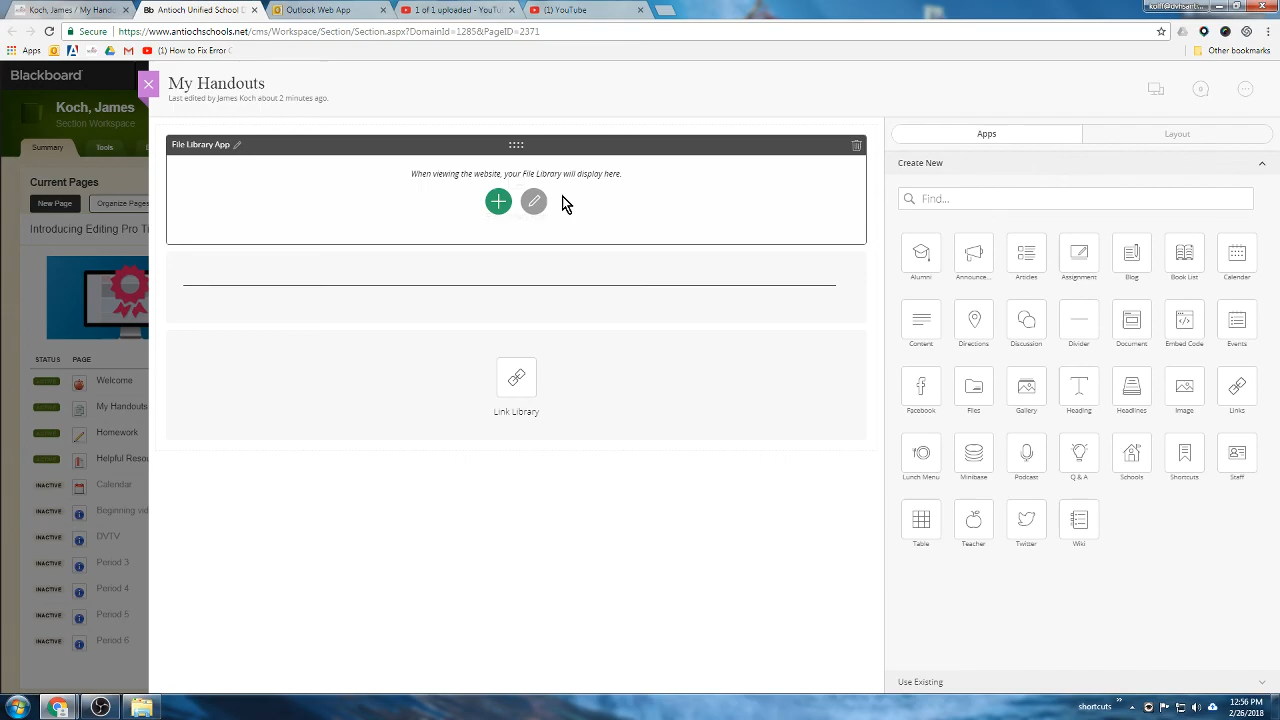 Koch, James / My Hando
Antioch Unified School D
Outlook Web App
1 of 1 uploaded - YouTu
(1) YouTube
Secure
https://www.antiochschools.net/cms/Workspace/Section/Section.aspx?DomainId=1285&PageID=2371
Apps
(1) How to Fix Error C
Other bookmarks
Blackboard
Koch, James
Section Workspace
Summary
Tools
Current Pages
New Page
Organize Pages
Introducing Editing Pro Ti
STATUS
PAGE
Welcome
My Handouts
Homework
Helpful Reso
INACTIVE
Calendar
INACTIVE
Beginning vid
INACTIVE
DVTV
INACTIVE
Period 3
INACTIVE
Period 4
INACTIVE
Period 5
INACTIVE
Period 6
My Handouts
Last edited by James Koch about 2 minutes ago.
File Library App
When viewing the website, your File Library will display here.
Link Library
Apps
Layout
Create New
Find...
Alumni
Announce...
Articles
Assignment
Blog
Book List
Calendar
Content
Directions
Discussion
Divider
Document
Embed Code
Events
Facebook
Files
Gallery
Heading
Headlines
Image
Links
Lunch Menu
Minibase
Podcast
Q & A
Schools
Shortcuts
Staff
Table
Teacher
Twitter
Wiki
Use Existing
shortcuts
12:56 PM
2/26/2018